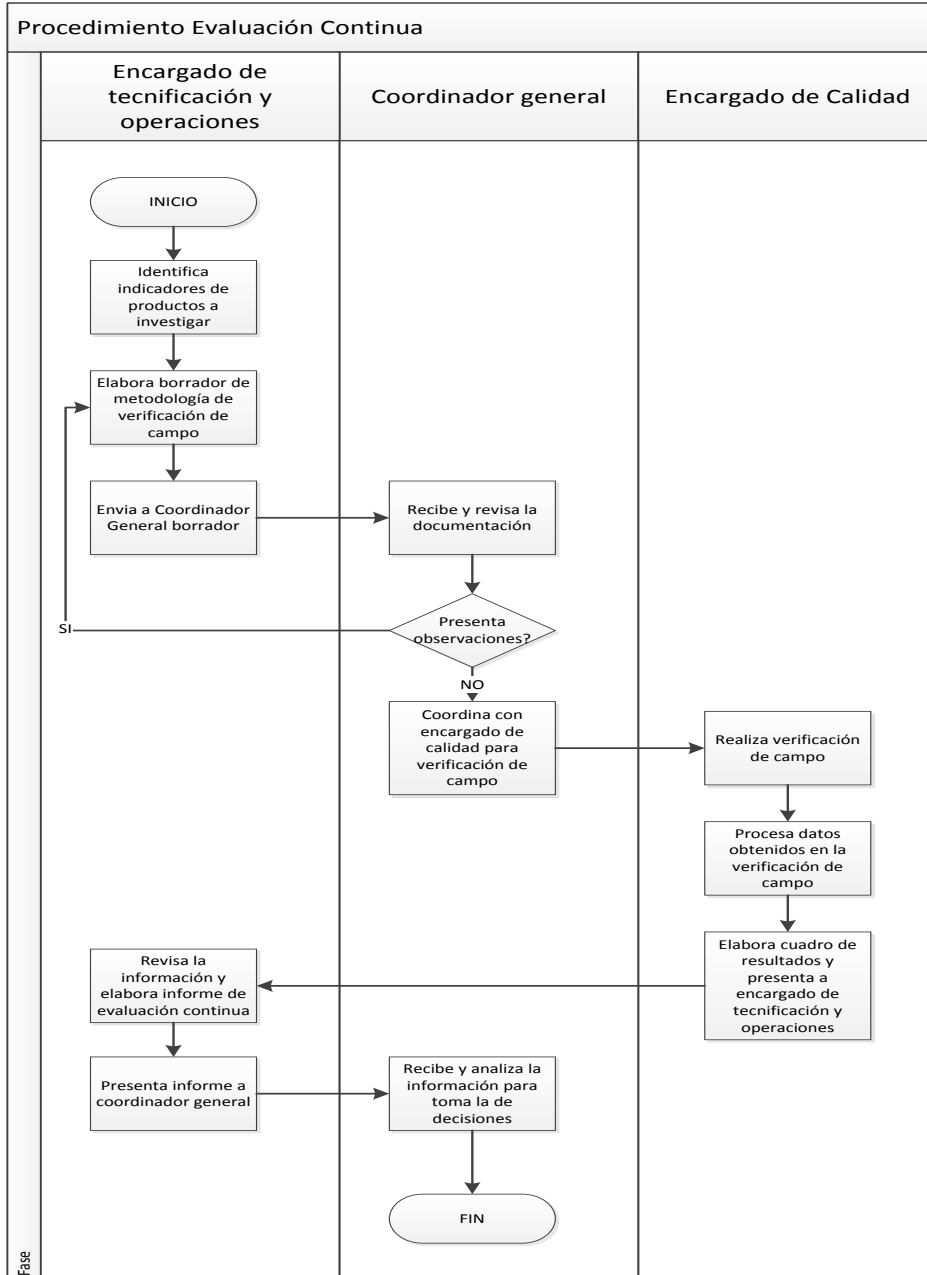 Procedimiento Evaluación Continua
Encargado de
tecnificación y
operaciones
Coordinador general
Encargado de Calidad
INICIO
Identifica
indicadores de
productos a
investigar
Elabora borrador de
metodología de
verificación de
campo
Envia a Coordinador
General borrador
Recibe y revisa la
documentación
Presenta
observaciones?
SI
NO
Coordina con
encargado de
calidad para
verificación de
campo
Realiza verificación
de campo
Procesa datos
obtenidos en la
verificación de
campo
Elabora cuadro de
resultados y
presenta a
encargado de
tecnificación y
operaciones
Revisa la
información y
elabora informe de
evaluación continua
Presenta informe a
coordinador general
Recibe y analiza la
información para
toma la de
decisiones
FIN
Fase